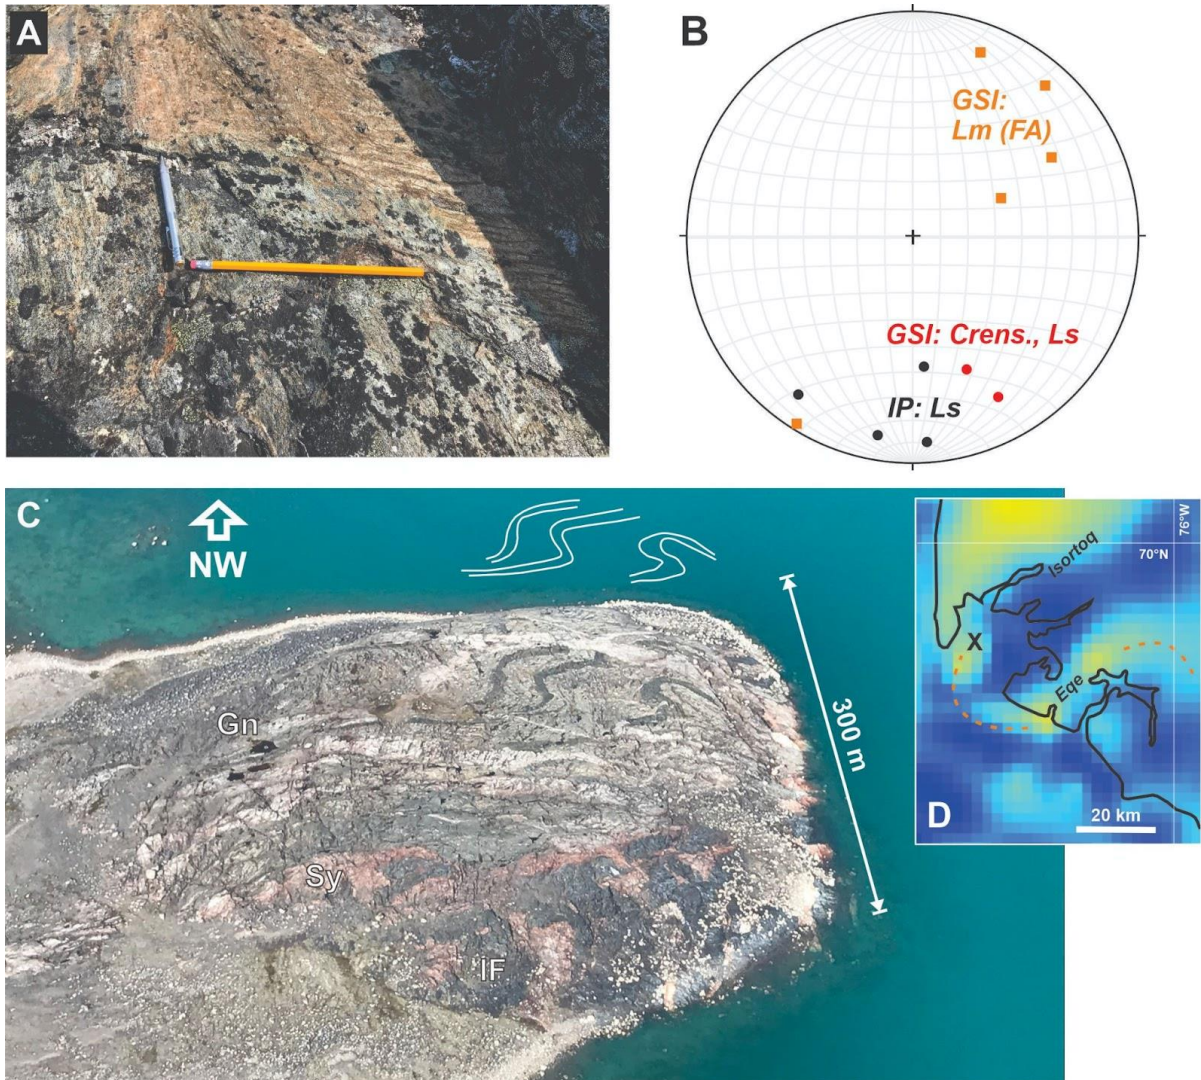 A
B
GSI:
Lm (FA)
GSI: Crens., Ls
IP: Ls
C
NW
300 m
Gn
Sy
IF
76°W
70°N
Isortoq
X
Eqe
D
20 km